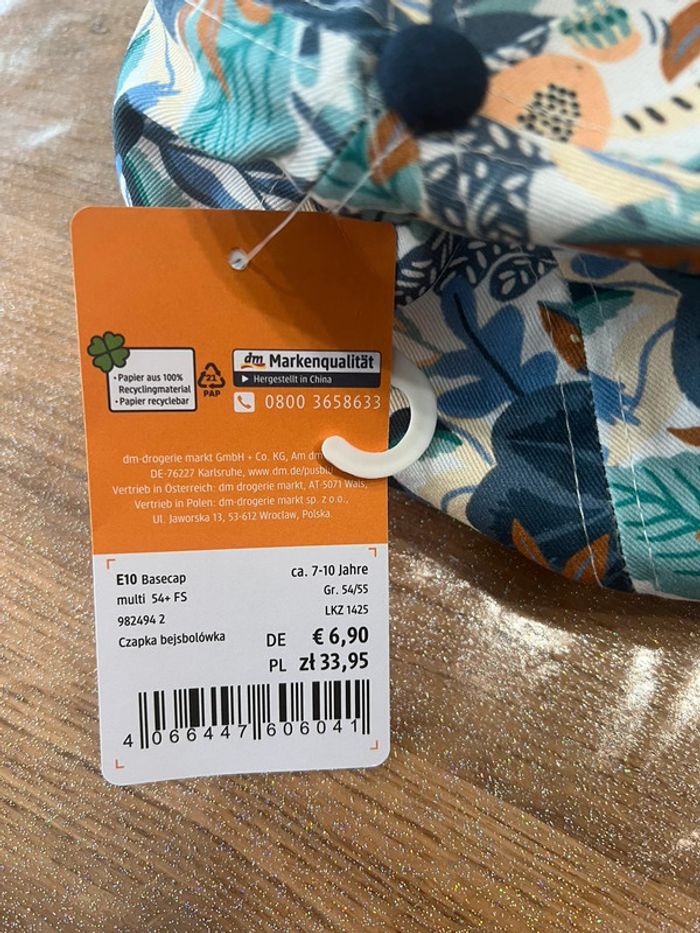 • Papier aus 100%
Recyclingmaterial
• Papier recyclebar
21
PAP
dm Markenqualität
▶ Hergestellt in China
0800 3658633
dm-drogerie markt GmbH + Co. KG, Am dm
DE-76227 Karlsruhe, www.dm.de/pusblu
Vertrieb in Österreich: dm drogerie markt, AT-5071 Wals,
Vertrieb in Polen: dm-drogerie markt sp. z o.o.,
Ul. Jaworska 13, 53-612 Wrocław, Polska.
E10 Basecap
multi 54+ FS
982494 2
Czapka bejsbolówka
ca. 7-10 Jahre
Gr. 54/55
LKZ 1425
DE € 6,90
PL zł 33,95
4 066447 606041